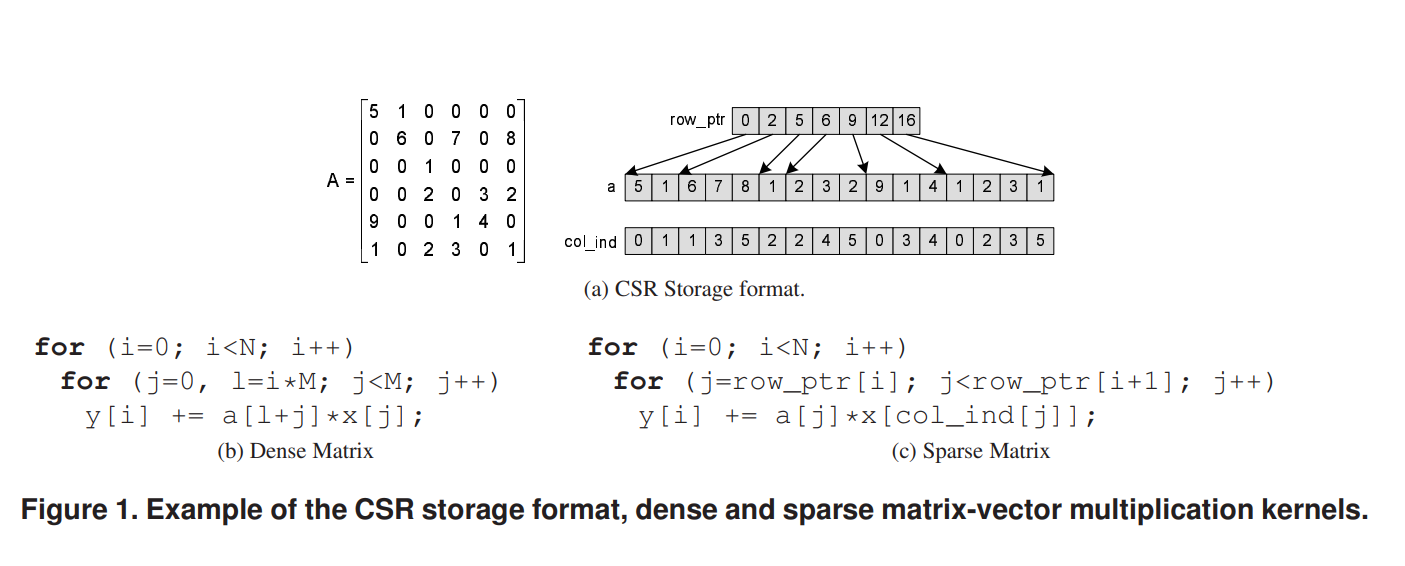 A =
5 1 0 0 0 0
0 6 0 7 0 8
0 0 1 0 0 0
0 0 2 0 3 2
9 0 0 1 4 0
1 0 2 3 0 1
row_ptr 0 2 5 6 9 12 16
a 5 1 6 7 8 1 2 3 2 9 1 4 1 2 3 1
col_ind 0 1 1 3 5 2 2 4 5 0 3 4 0 2 3 5
(a) CSR Storage format.
for (i=0; i<N; i++)
for (j=0, l=i*M; j<M; j++)
y[i] += a[l+j]*x[j];
(b) Dense Matrix
for (i=0; i<N; i++)
for (j=row_ptr[i]; j<row_ptr[i+1]; j++)
y[i] += a[j]*x[col_ind[j]];
(c) Sparse Matrix
Figure 1. Example of the CSR storage format, dense and sparse matrix-vector multiplication kernels.